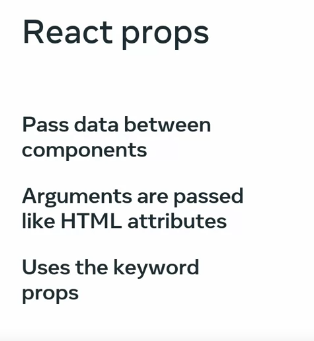 React props
Pass data between
components
Arguments are passed
like HTML attributes
Uses the keyword
props